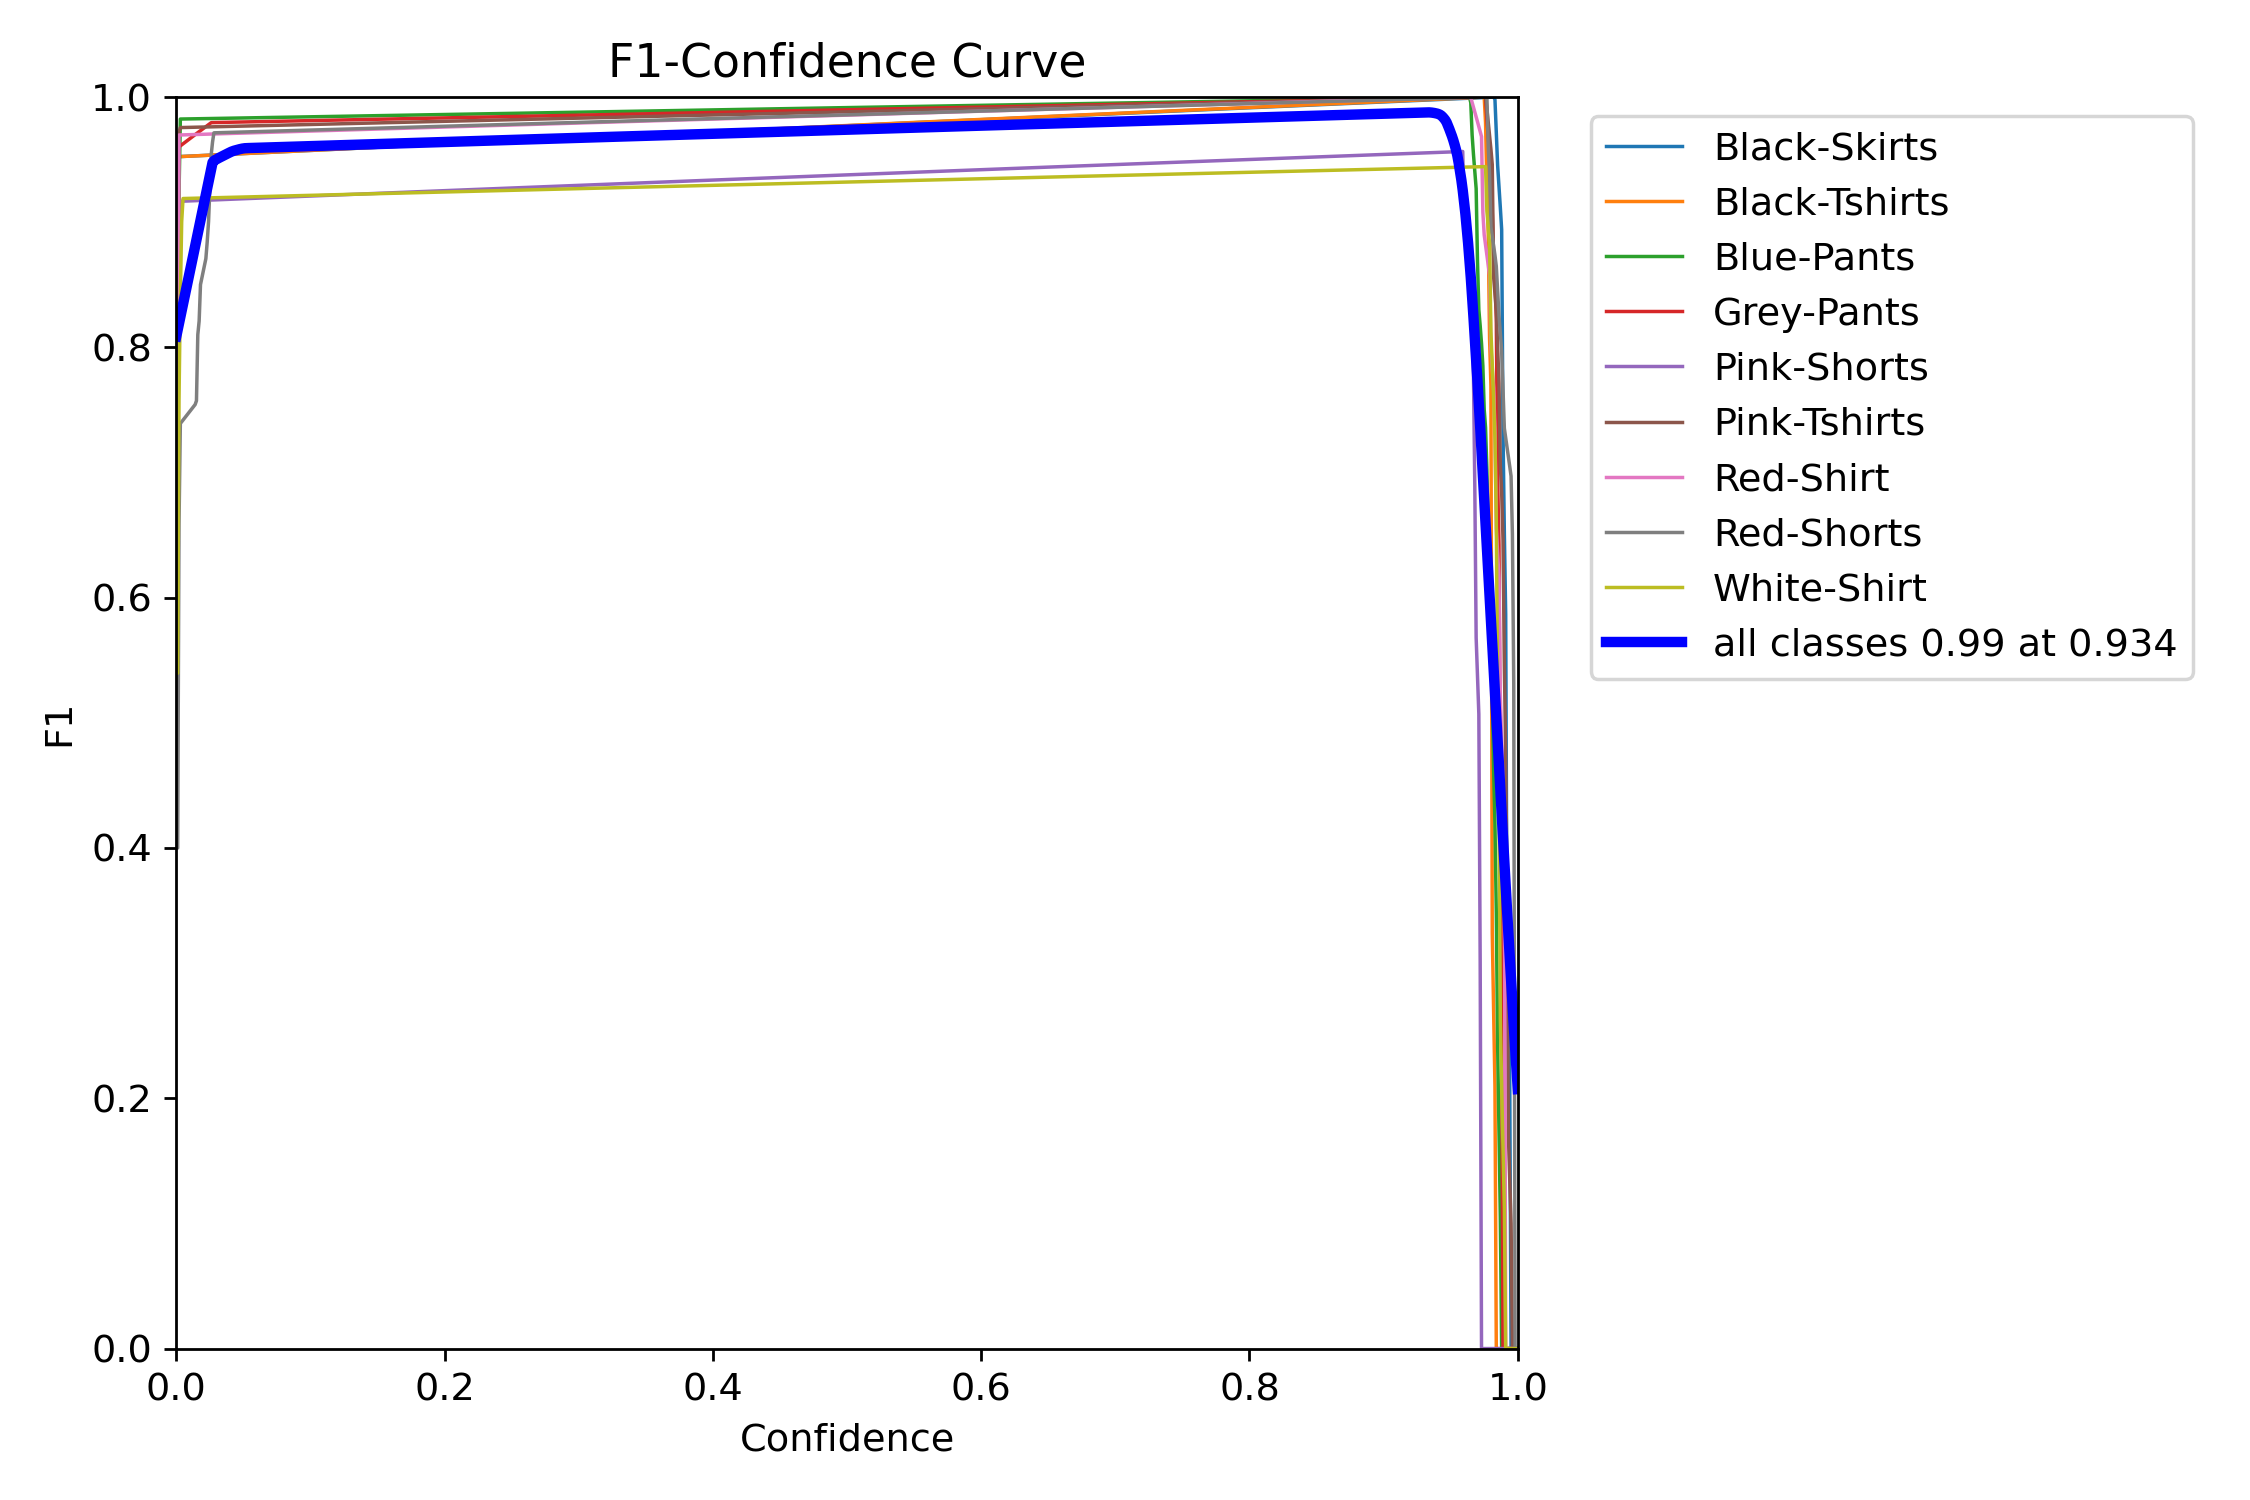 F1-Confidence Curve
1.0
0.8
0.6
0.4
0.2
0.0
F1
0.0 0.2 0.4 0.6 0.8 1.0
Confidence
Black-Skirts
Black-Tshirts
Blue-Pants
Grey-Pants
Pink-Shorts
Pink-Tshirts
Red-Shirt
Red-Shorts
White-Shirt
all classes 0.99 at 0.934